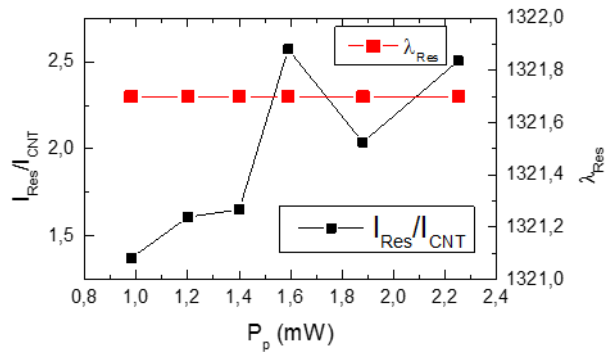 1322,0
2,5
λRes
1321,8
1321,6
2,0
IRes/ICNT
λRes
1321,4
IRes/ICNT
1321,2
1,5
1321,0
0,8 1,0 1,2 1,4 1,6 1,8 2,0 2,2 2,4
Pp (mW)